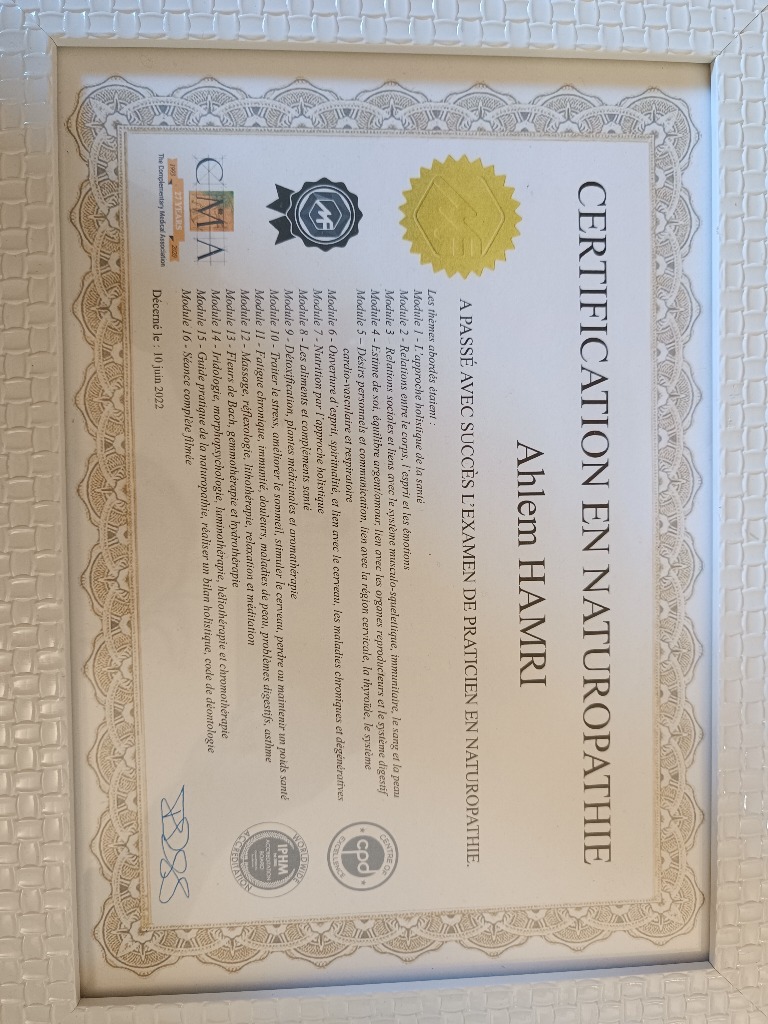 CERTIFICATION EN NATUROPATHIE
Ahlem HAMRI
A PASSÉ AVEC SUCCÈS L'EXAMEN DE PRATICIEN EN NATUROPATHIE.
Les thèmes abordés étaient :
Module 1 - L'approche holistique de la santé
Module 2 - Relations entre le corps, l'esprit et les émotions
Module 3 - Relations sociales et liens avec le système musculo-squelettique, immunitaire, le sang et la peau
Module 4 - Estime de soi, équilibre argent/amour, lien avec les organes reproducteurs et le système digestif
Module 5 – Désirs personnels et communication, lien avec la région cervicale, la thyroïde, le système
cardio-vasculaire et respiratoire
Module 6 - Ouverture d'esprit, spiritualité, et lien avec le cerveau, les maladies chroniques et dégénératives
Module 7 - Nutrition par l'approche holistique
Module 8 - Les aliments et compléments santé
Module 9 - Détoxification, plantes médicinales et aromathérapie
Module 10 - Traiter le stress, améliorer le sommeil, stimuler le cerveau, perdre ou maintenir un poids santé
Module 11 - Fatigue chronique, immunité, douleurs, maladies de peau, problèmes digestifs, asthme
Module 12 - Massage, réflexologie, lithothérapie, relaxation et méditation
Module 13 - Fleurs de Bach, gemmothérapie et hydrothérapie
Module 14 - Iridologie, morphopsychologie, luminothérapie, héliothérapie et chromothérapie
Module 15 - Guide pratique de la naturopathie, réaliser un bilan holistique, code de déontologie
Module 16 - Séance complète filmée
Décerné le : 10 juin 2022
CMA
The Complementary Medical Association
CENTRE OF
cpd
EXCELLENCE
WORLDWIDE
IPHM
ACCREDITATION
BOARD
ACCREDITATION